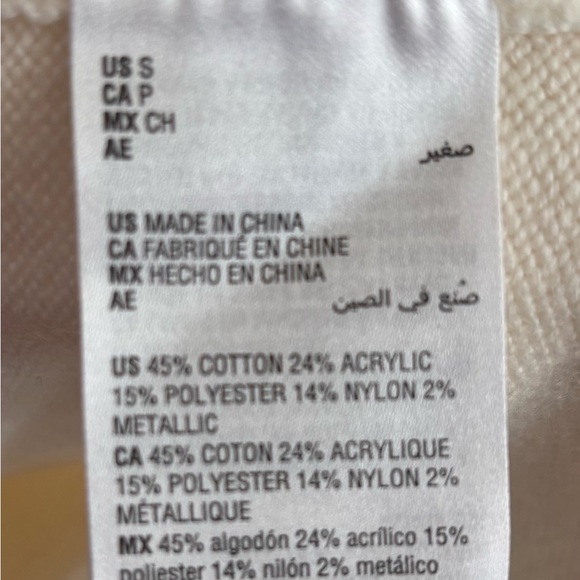 US S
CA P
MX CH
AE صغير
US MADE IN CHINA
CA FABRIQUÉ EN CHINE
MX HECHO EN CHINA
AE صُنع في الصين
US 45% COTTON 24% ACRYLIC
15% POLYESTER 14% NYLON 2%
METALLIC
CA 45% COTON 24% ACRYLIQUE
15% POLYESTER 14% NYLON 2%
MÉTALLIQUE
MX 45% algodón 24% acrílico 15%
poliester 14% nilón 2% metálico